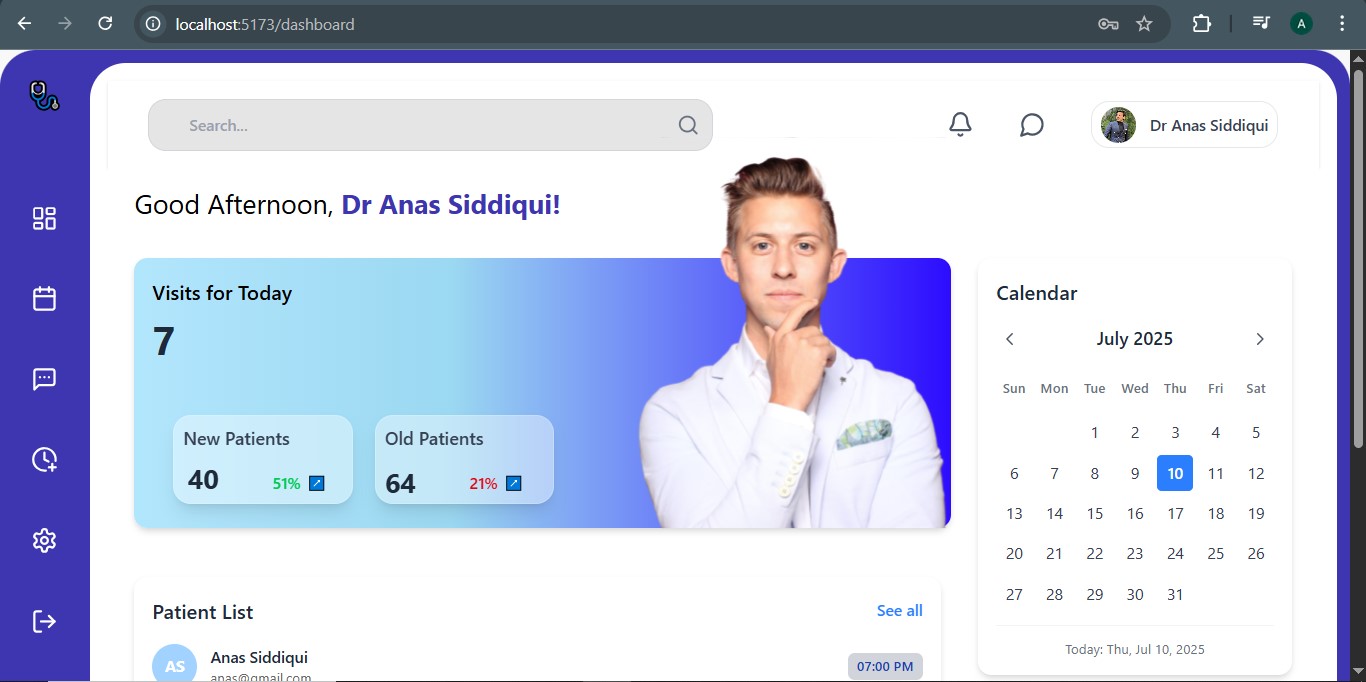 localhost:5173/dashboard
A
Search...
Dr Anas Siddiqui
Good Afternoon, Dr Anas Siddiqui!
Visits for Today
7
New Patients
40 51%
Old Patients
64 21%
Calendar
July 2025
Sun Mon Tue Wed Thu Fri Sat
1 2 3 4 5
6 7 8 9 10 11 12
13 14 15 16 17 18 19
20 21 22 23 24 25 26
27 28 29 30 31
Today: Thu, Jul 10, 2025
Patient List
See all
AS
Anas Siddiqui
anas@gmail.com
07:00 PM